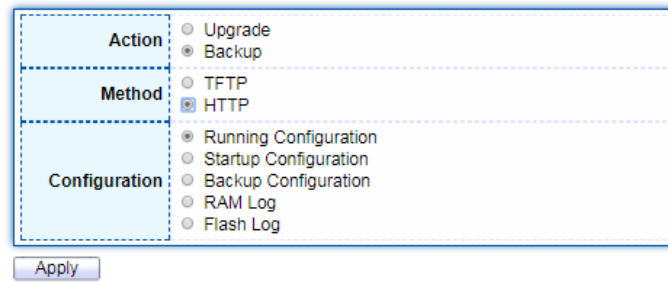 Action
Upgrade
Backup
Method
TFTP
HTTP
Configuration
Running Configuration
Startup Configuration
Backup Configuration
RAM Log
Flash Log
Apply